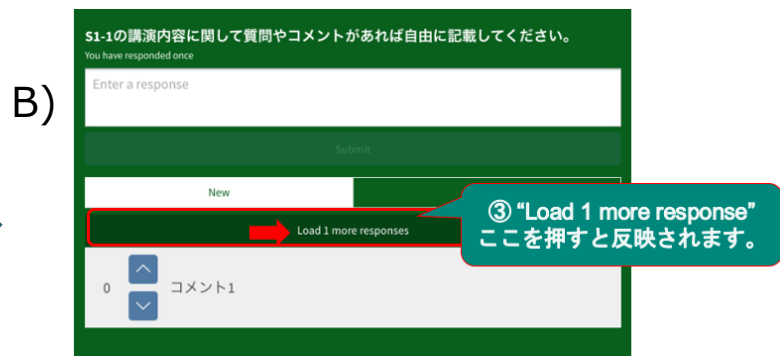 S1-1の講演内容に関して質問やコメントがあれば自由に記載してください。
You have responded once
Enter a response
B)
Submit
New
③ “Load 1 more response”
ここを押すと反映されます。
Load 1 more responses
0
コメント1